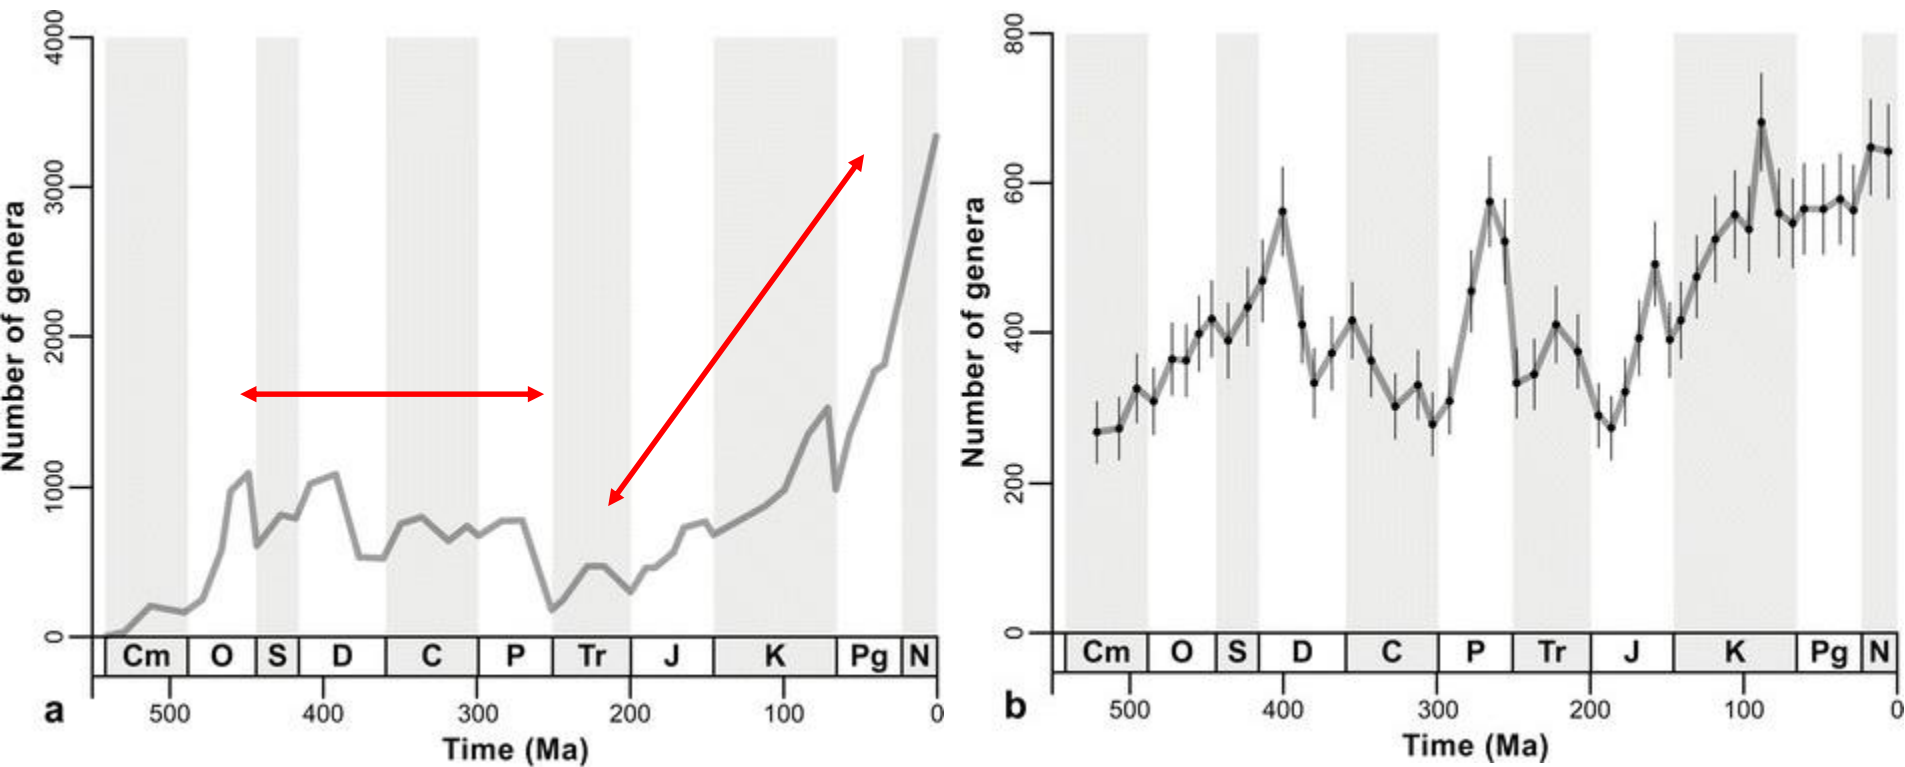 4000
3000
2000
1000
0
Number of genera
Cm O S D C P Tr J K Pg N
500 400 300 200 100 0
Time (Ma)
a
800
600
400
200
0
Number of genera
Cm O S D C P Tr J K Pg N
500 400 300 200 100 0
Time (Ma)
b